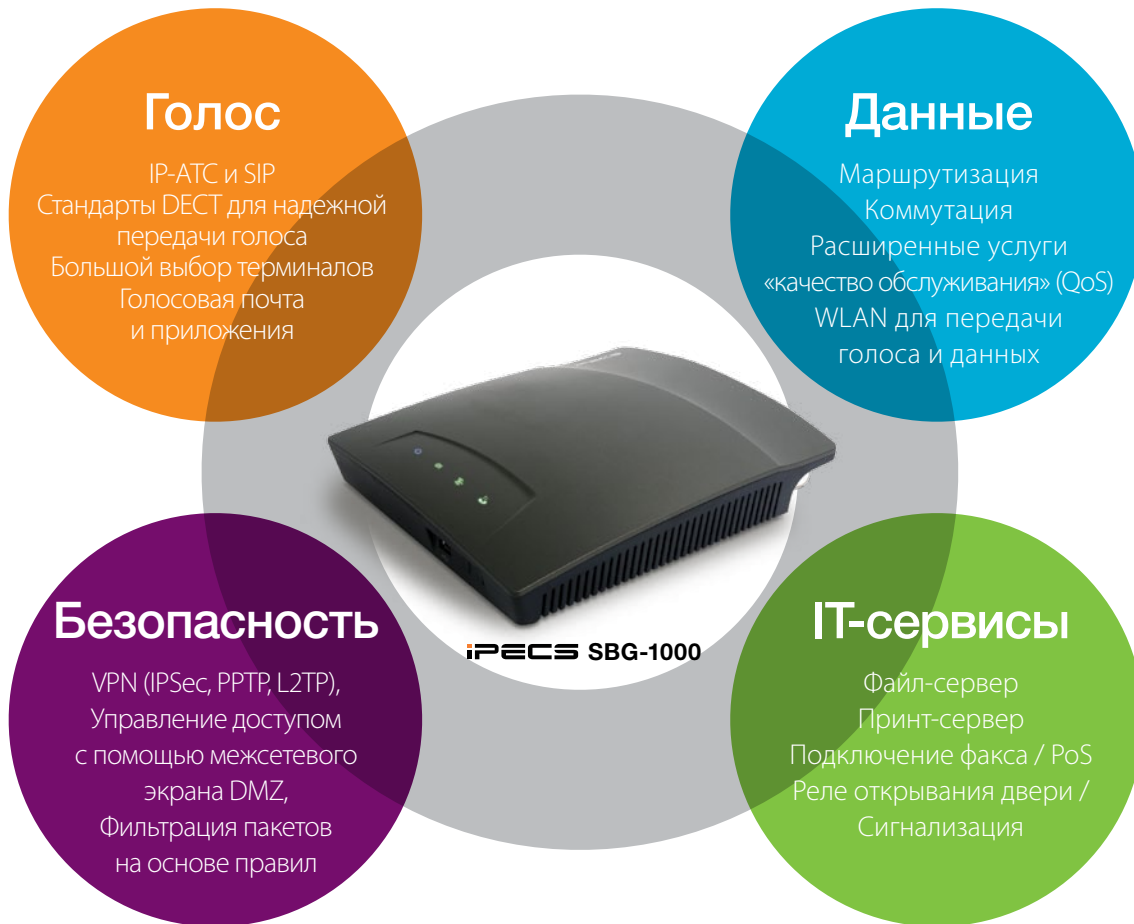 Голос
IP-АТС и SIP
Стандарты DECT для надежной
передачи голоса
Большой выбор терминалов
Голосовая почта
и приложения
Данные
Маршрутизация
Коммутация
Расширенные услуги
«качество обслуживания» (QoS)
WLAN для передачи
голоса и данных
iPECS SBG-1000
Безопасность
VPN (IPSec, PPTP, L2TP),
Управление доступом
с помощью межсетевого
экрана DMZ,
Фильтрация пакетов
на основе правил
IT-сервисы
Файл-сервер
Принт-сервер
Подключение факса / PoS
Реле открывания двери /
Сигнализация